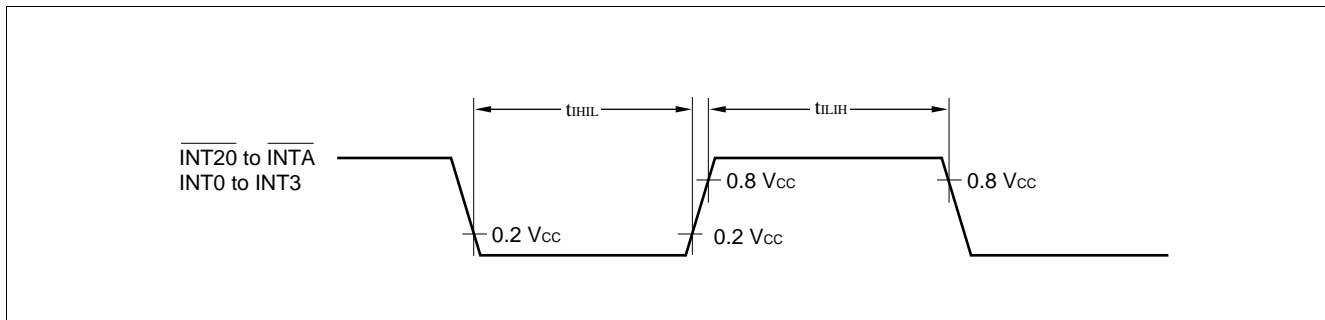 tIHIL
tILIH
INT20 to INTA
INT0 to INT3
0.8 VCC
0.8 VCC
0.2 VCC
0.2 VCC